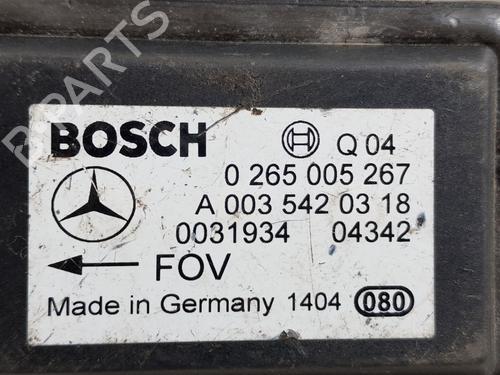 B-PARTS
BOSCH Q 04
0 265 005 267
A 003 542 03 18
0031934 04342
FOV
Made in Germany 1404 080